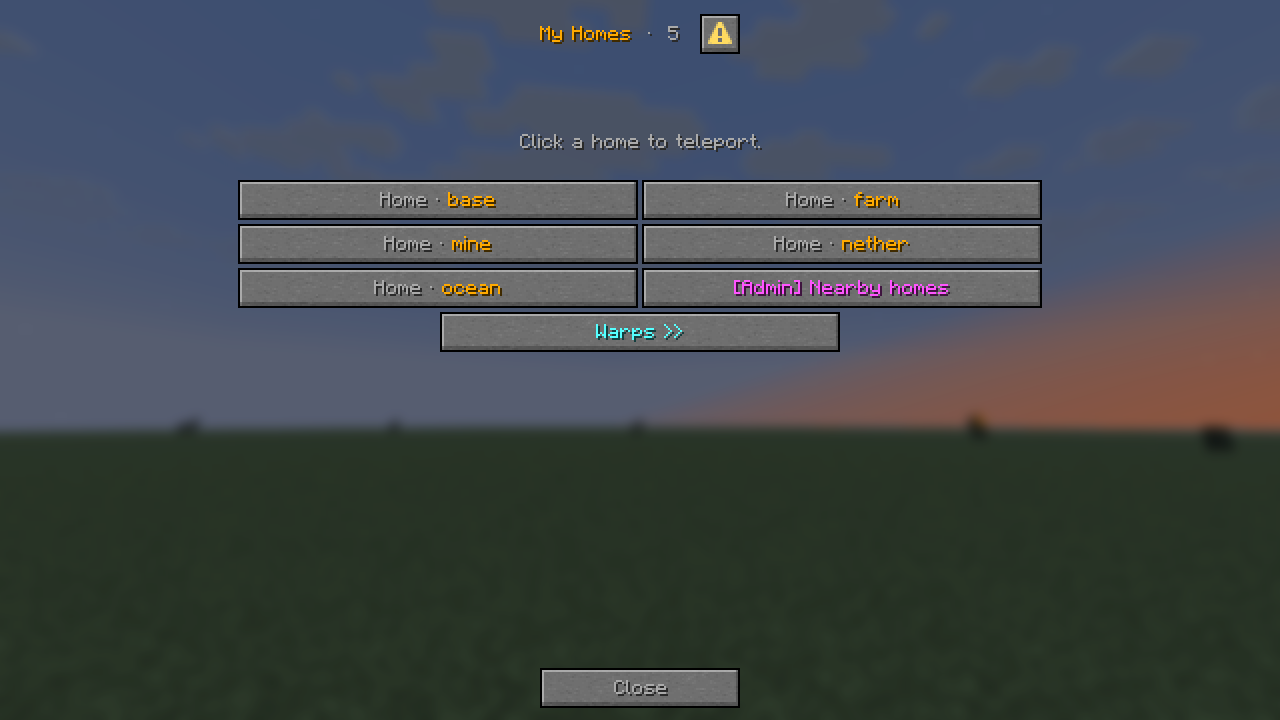 My Homes · 5
Click a home to teleport.
Home · base
Home · farm
Home · mine
Home · nether
Home · ocean
[Admin] Nearby homes
Warps >>
Close